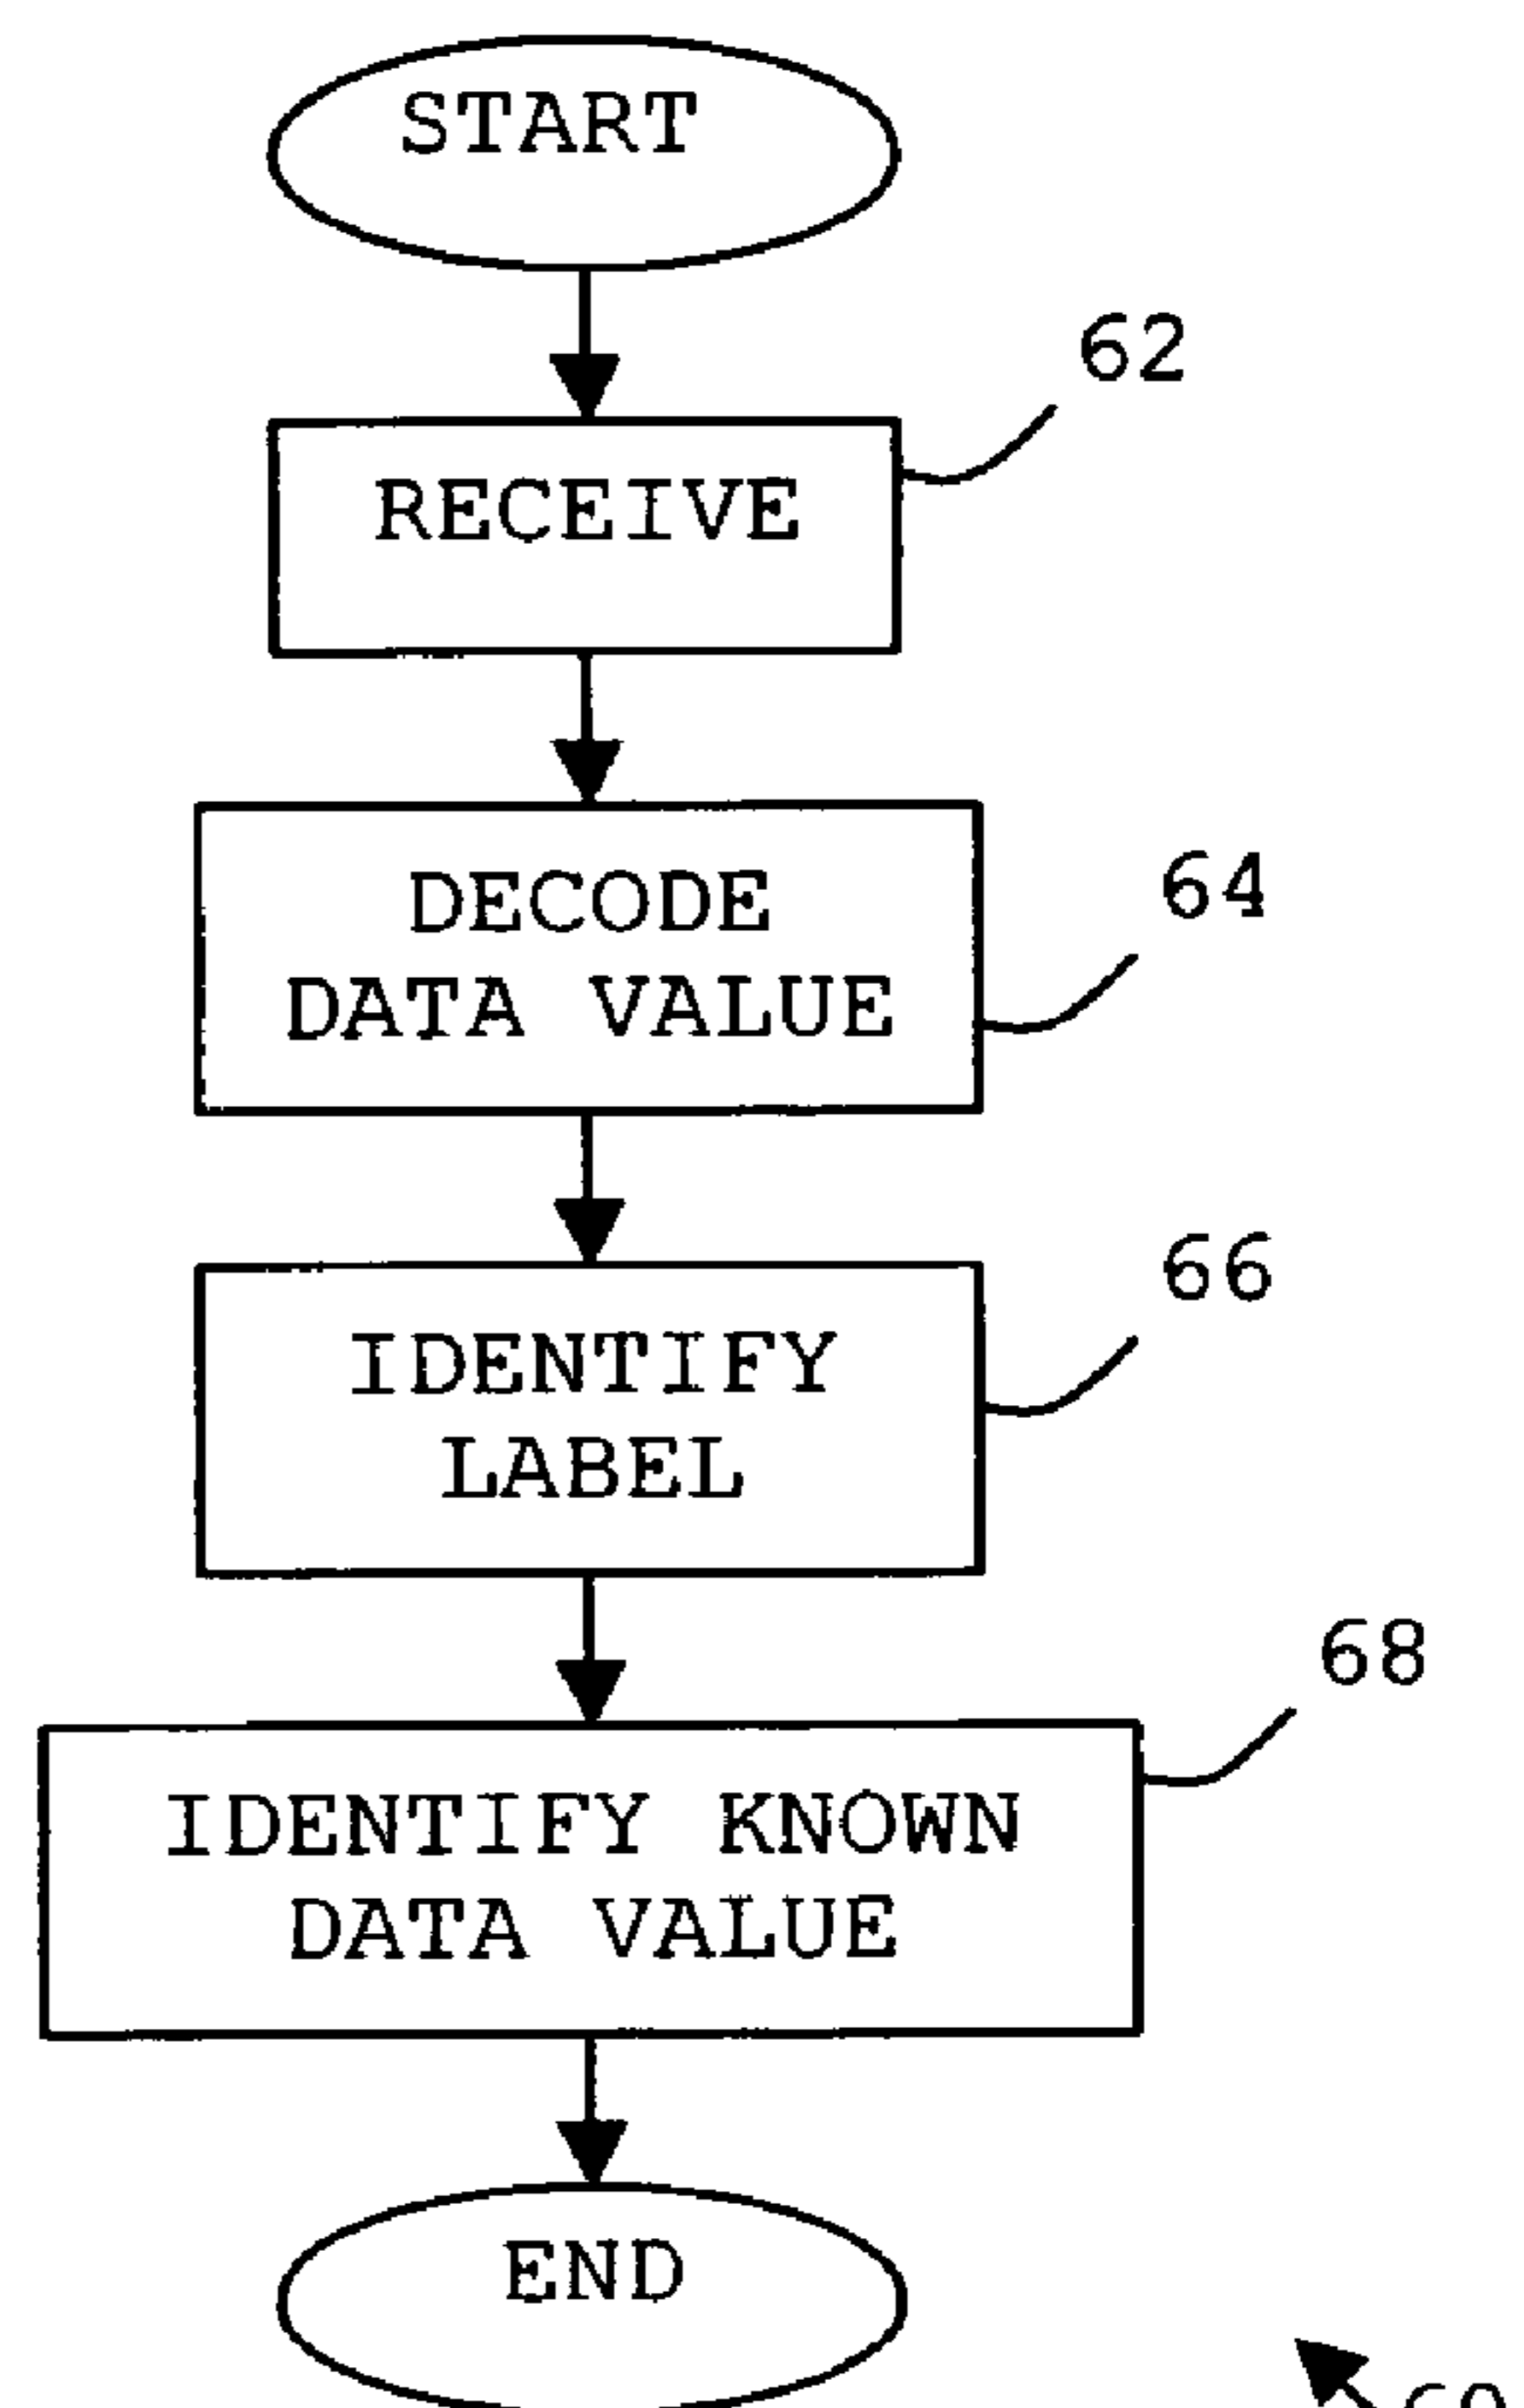 START
62
RECEIVE
64
DECODE
DATA VALUE
66
IDENTIFY
LABEL
68
IDENTIFY KNOWN
DATA VALUE
END